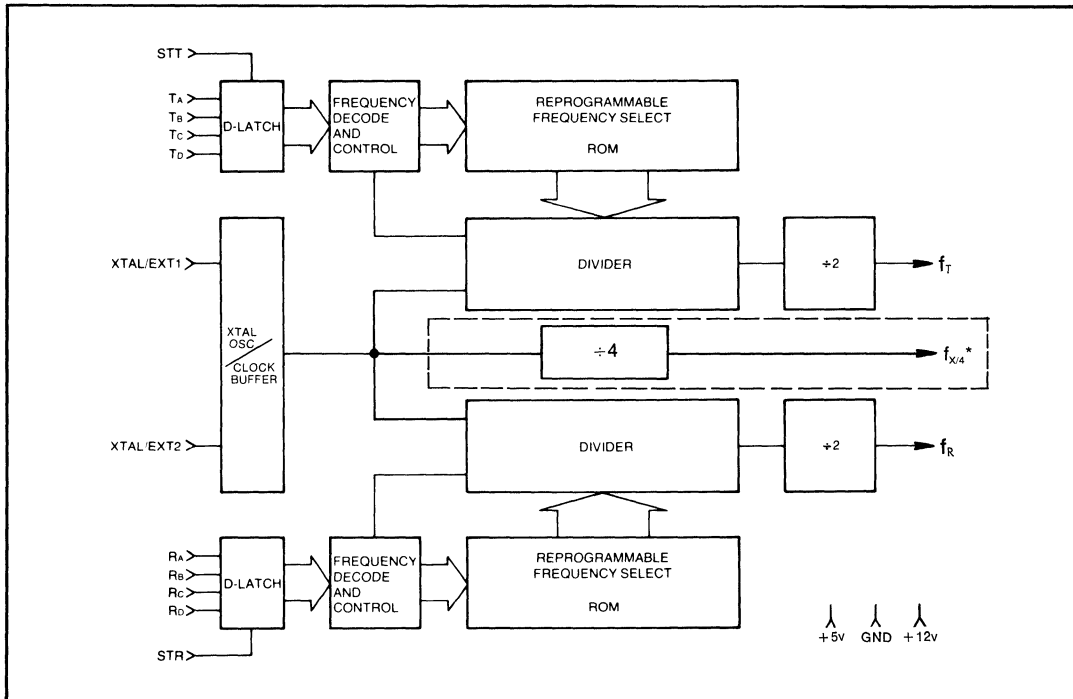 STT
TA
TB
TC
TD
D-LATCH
FREQUENCY
DECODE
AND
CONTROL
REPROGRAMMABLE
FREQUENCY SELECT
ROM
XTAL/EXT1
XTAL
OSC
CLOCK
BUFFER
XTAL/EXT2
DIVIDER
÷2
fT
÷4
fX/4*
DIVIDER
÷2
fR
RA
RB
RC
RD
D-LATCH
STR
FREQUENCY
DECODE
AND
CONTROL
REPROGRAMMABLE
FREQUENCY SELECT
ROM
+5v GND +12v